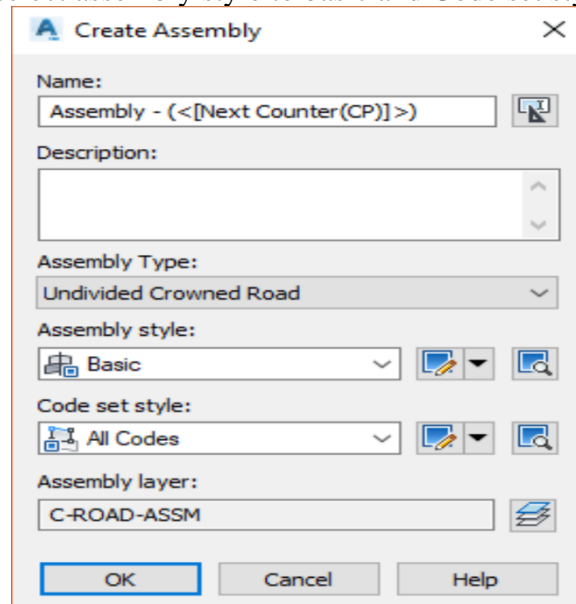 Create Assembly
Name:
Assembly - (<[Next Counter(CP)]>)
Description:
Assembly Type:
Undivided Crowned Road
Assembly style:
Basic
Code set style:
All Codes
Assembly layer:
C-ROAD-ASSM
OK Cancel Help